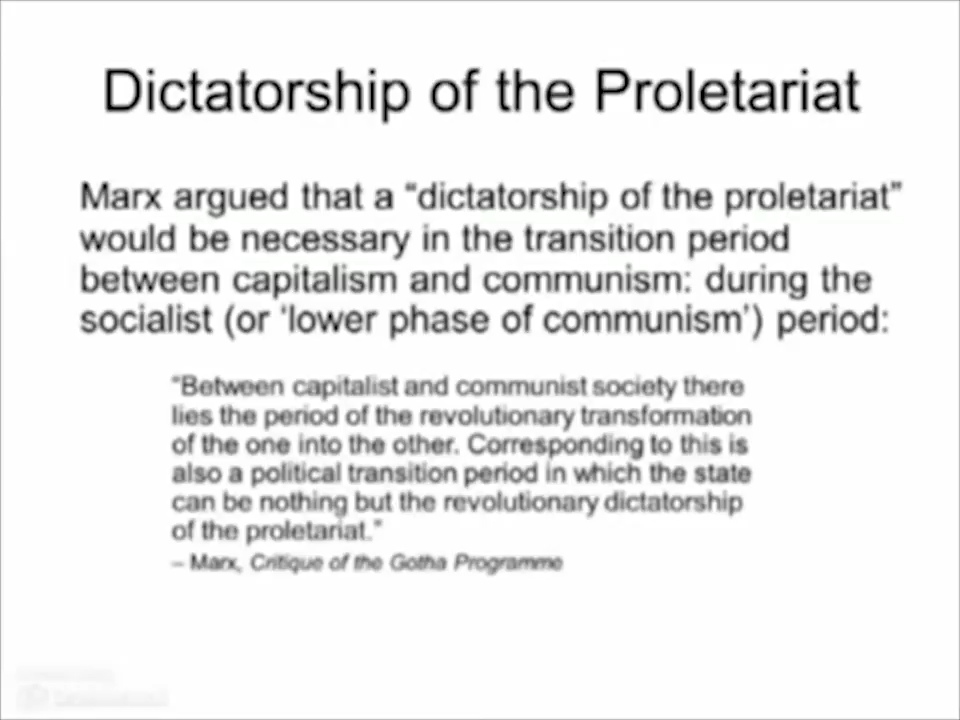 Dictatorship of the Proletariat
Marx argued that a “dictatorship of the proletariat”
would be necessary in the transition period
between capitalism and communism: during the
socialist (or ‘lower phase of communism’) period:
“Between capitalist and communist society there
lies the period of the revolutionary transformation
of the one into the other. Corresponding to this is
also a political transition period in which the state
can be nothing but the revolutionary dictatorship
of the proletariat.”
– Marx, Critique of the Gotha Programme